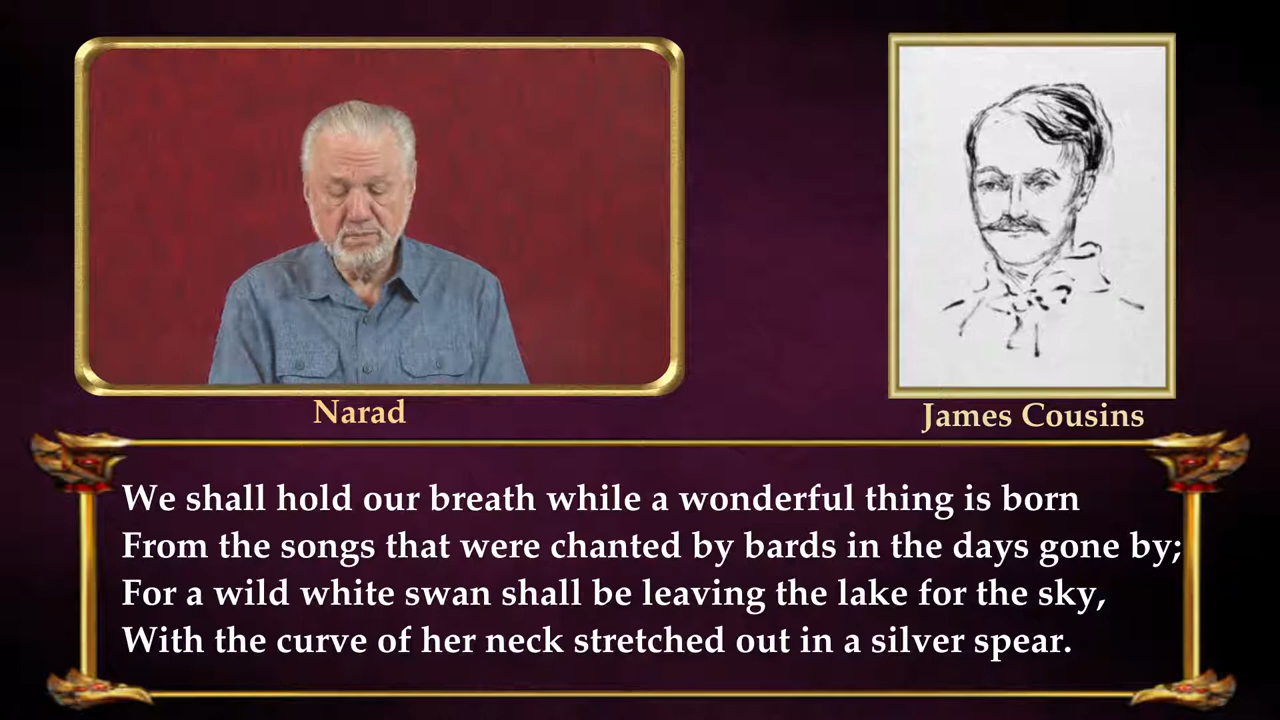 Narad
James Cousins
We shall hold our breath while a wonderful thing is born
From the songs that were chanted by bards in the days gone by;
For a wild white swan shall be leaving the lake for the sky,
With the curve of her neck stretched out in a silver spear.